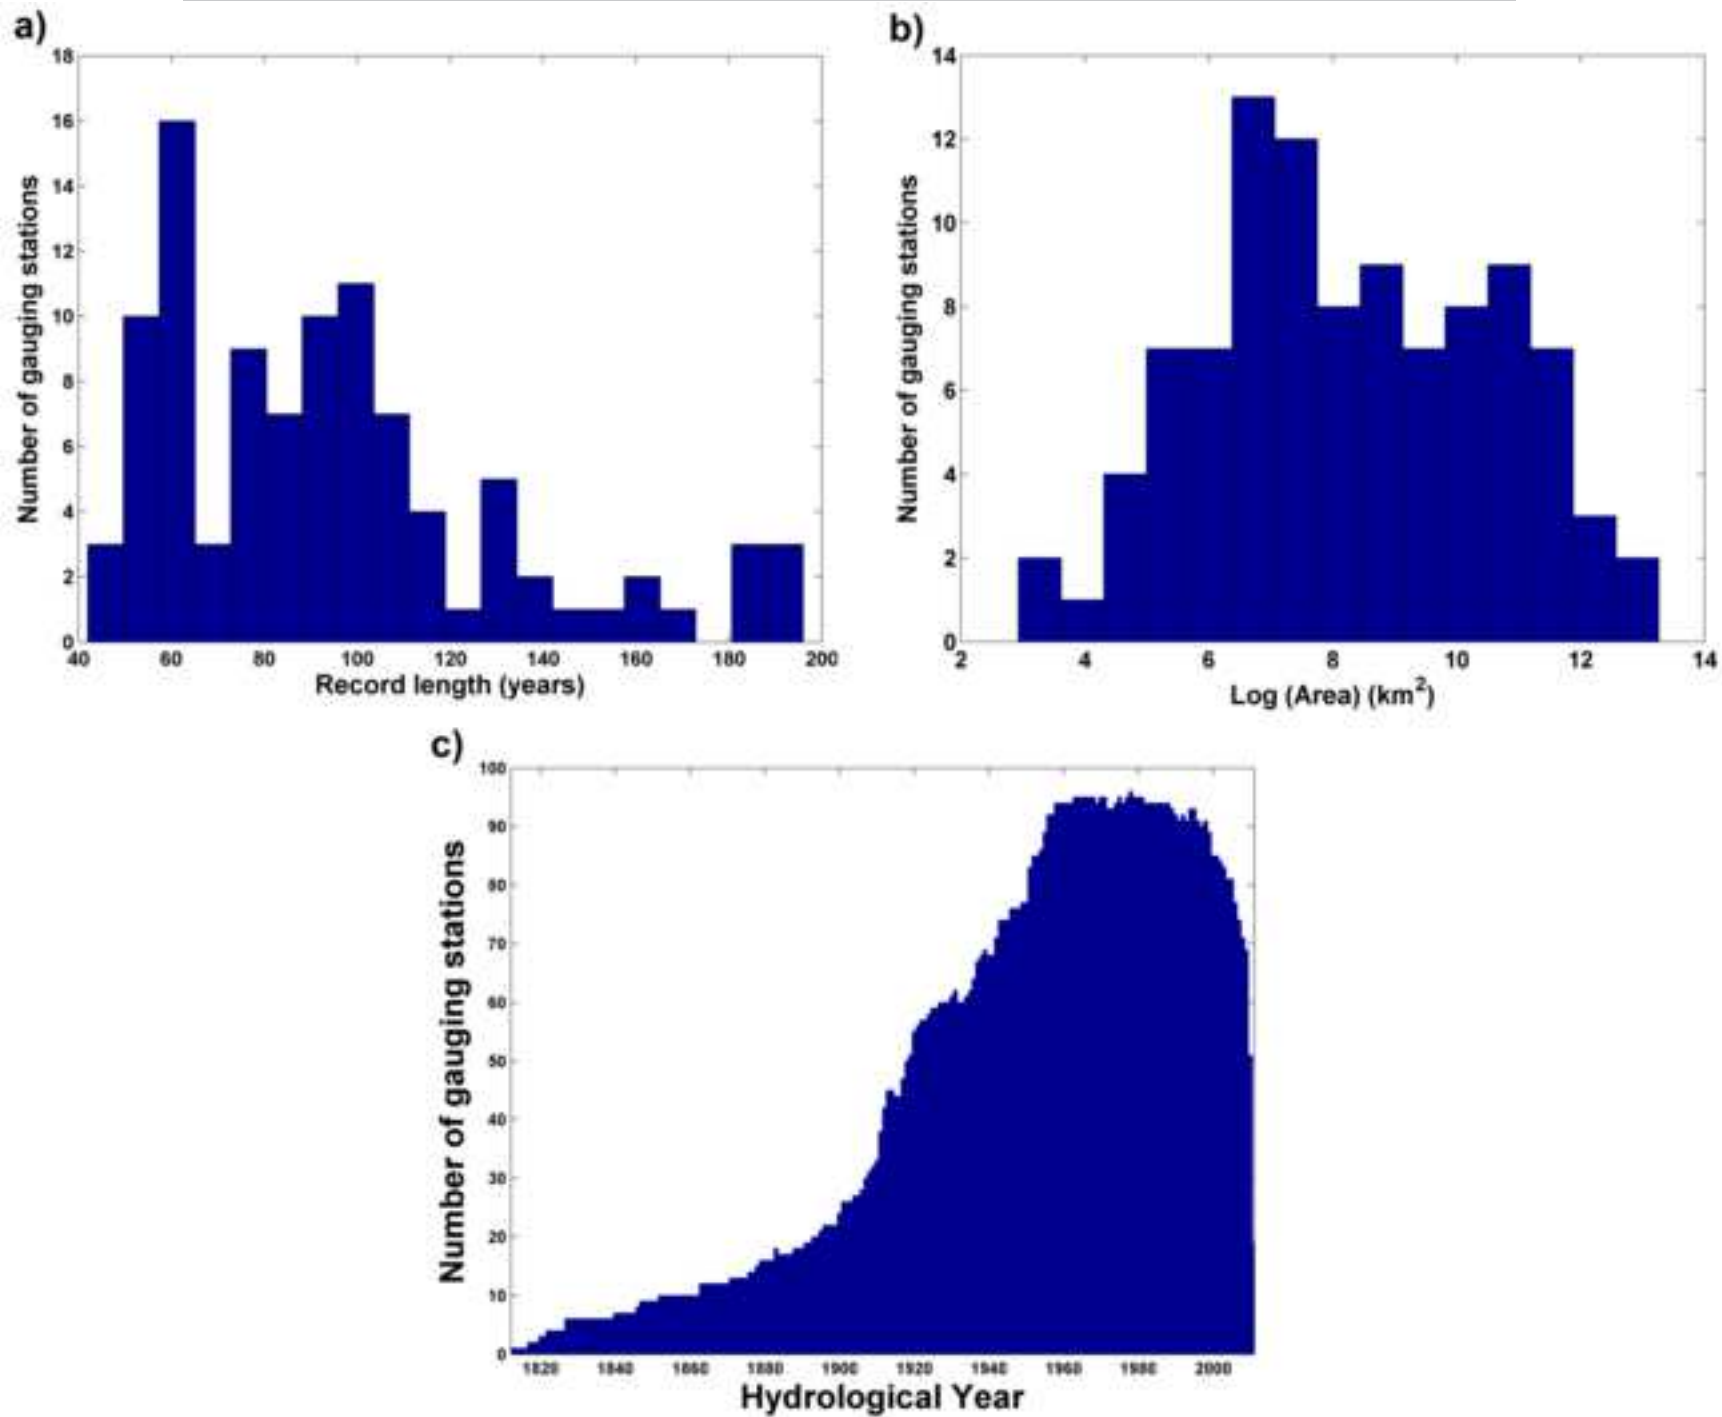 a)
18
16
14
12
10
8
6
4
2
0
Number of gauging stations
40 60 80 100 120 140 160 180 200
Record length (years)
b)
14
12
10
8
6
4
2
0
Number of gauging stations
2 4 6 8 10 12 14
Log (Area) (km²)
c)
100
90
80
70
60
50
40
30
20
10
0
Number of gauging stations
1820 1840 1860 1880 1900 1920 1940 1960 1980 2000
Hydrological Year